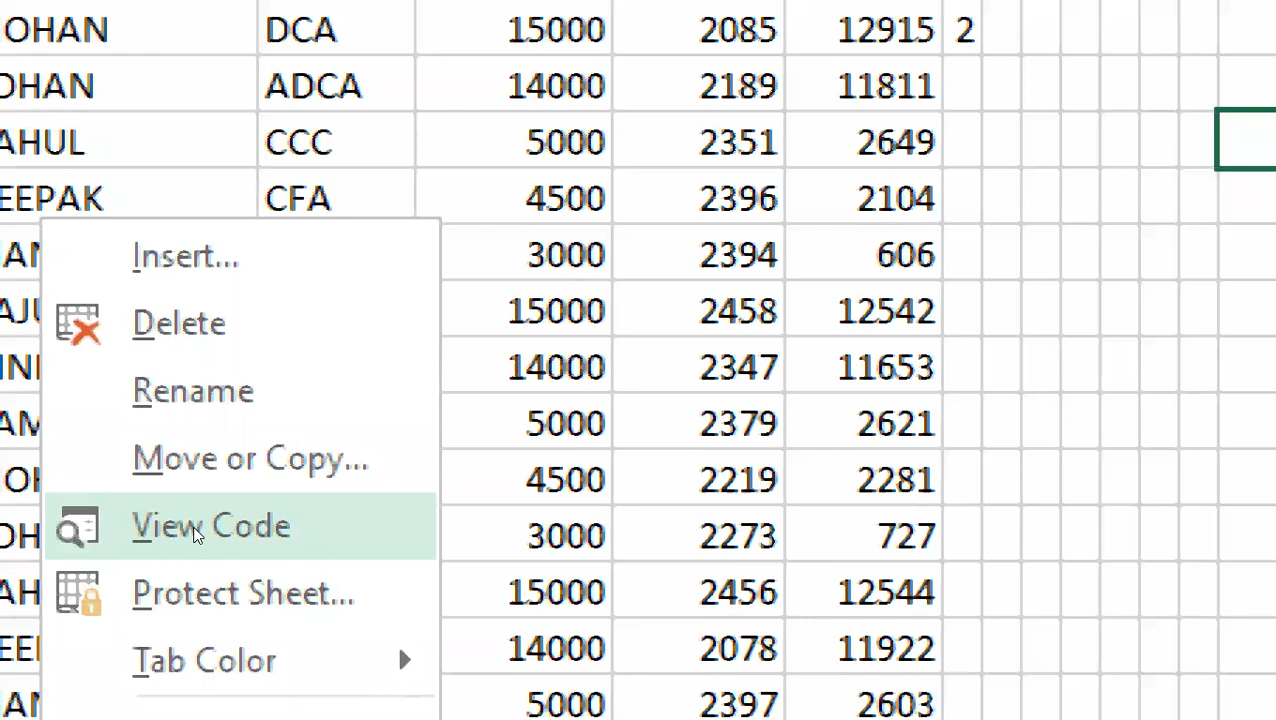 OHAN DCA 15000 2085 12915 2
DHAN ADCA 14000 2189 11811
AHUL CCC 5000 2351 2649
EEPAK CFA 4500 2396 2104
3000 2394 606
15000 2458 12542
14000 2347 11653
5000 2379 2621
4500 2219 2281
3000 2273 727
15000 2456 12544
14000 2078 11922
5000 2397 2603
Insert...
Delete
Rename
Move or Copy...
View Code
Protect Sheet...
Tab Color